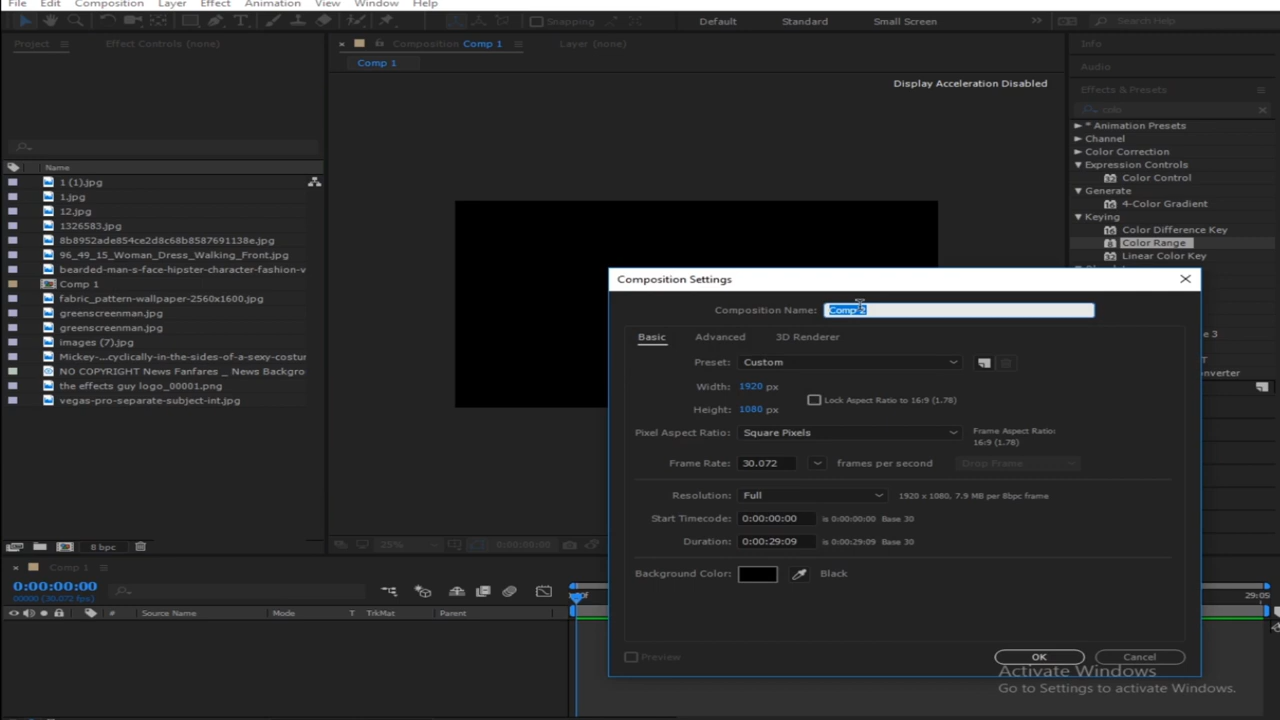 File Edit Composition Layer Effect Animation View Window Help
Snapping Default Standard Small Screen Search Help
Project Effect Controls (none) Composition Comp 1 Layer (none) Info
Comp 1
Audio
Display Acceleration Disabled
Effects & Presets
colo
* Animation Presets
Channel
Color Correction
Expression Controls
Color Control
Generate
4-Color Gradient
Keying
Color Difference Key
Color Range
Linear Color Key
Name
1 (1).jpg
1.jpg
12.jpg
1326583.jpg
8b8952ade854ce2d8c68b8587691138e.jpg
96_49_15_Woman_Dress_Walking_Front.jpg
bearded-man-s-face-hipster-character-fashion-v
Comp 1
fabric_pattern-wallpaper-2560x1600.jpg
greenscreenman.jpg
greenscreenman.jpg
images (7).jpg
Mickey-...cyclically-in-the-sides-of-a-sexy-costur
NO COPYRIGHT News Fanfares _ News Backgro
the effects guy logo_00001.png
vegas-pro-separate-subject-int.jpg
Composition Settings
Composition Name: Comp 2
Basic Advanced 3D Renderer
Preset: Custom
Width: 1920 px
Lock Aspect Ratio to 16:9 (1.78)
Height: 1080 px
Pixel Aspect Ratio: Square Pixels
Frame Aspect Ratio:
16:9 (1.78)
Frame Rate: 30.072 frames per second Drop Frame
Resolution: Full 1920 x 1080, 7.9 MB per 8bpc frame
Start Timecode: 0:00:00:00 is 0:00:00:00 Base 30
Duration: 0:00:29:09 is 0:00:29:09 Base 30
Background Color: Black
Preview OK Cancel
8 bpc 25%
Comp 1
0:00:00:00
00000 (30.072 fps)
# Source Name Mode T TrkMat Parent
29:0
Activate Windows
Go to Settings to activate Windows.